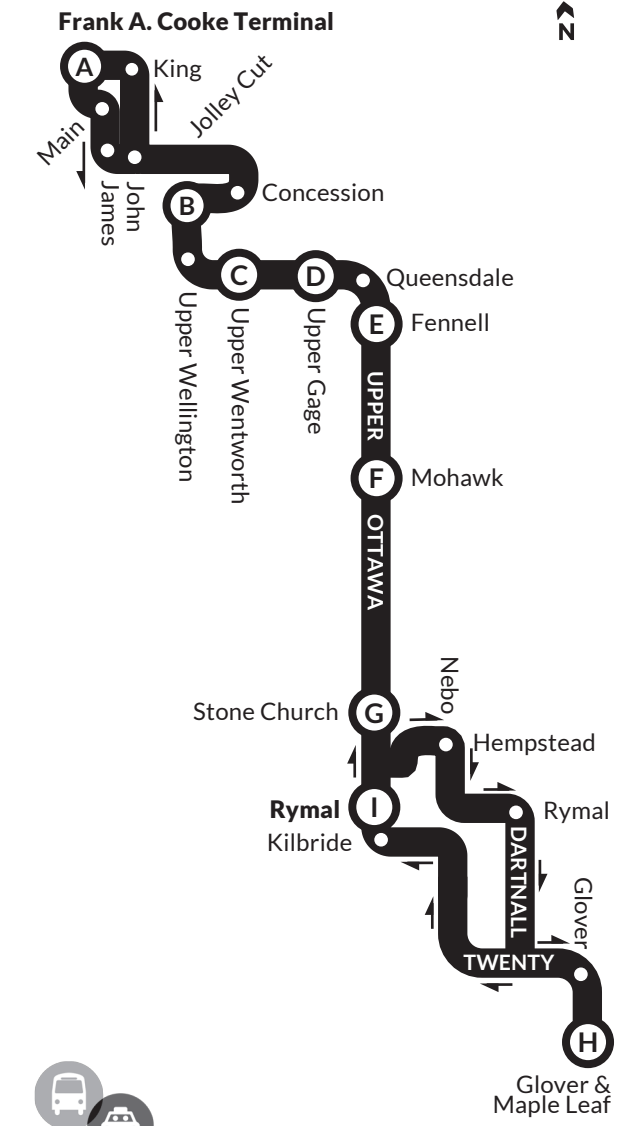 Frank A. Cooke Terminal
N
A
King
Jolley Cut
Main
James
John
B
Concession
C
D
Queensdale
E
Fennell
Upper Wellington
Upper Wentworth
Upper Gage
UPPER
F
Mohawk
OTTAWA
Nebo
Stone Church
G
Hempstead
Rymal
I
Rymal
Kilbride
DARTNALL
Glover
TWENTY
H
Glover &
Maple Leaf